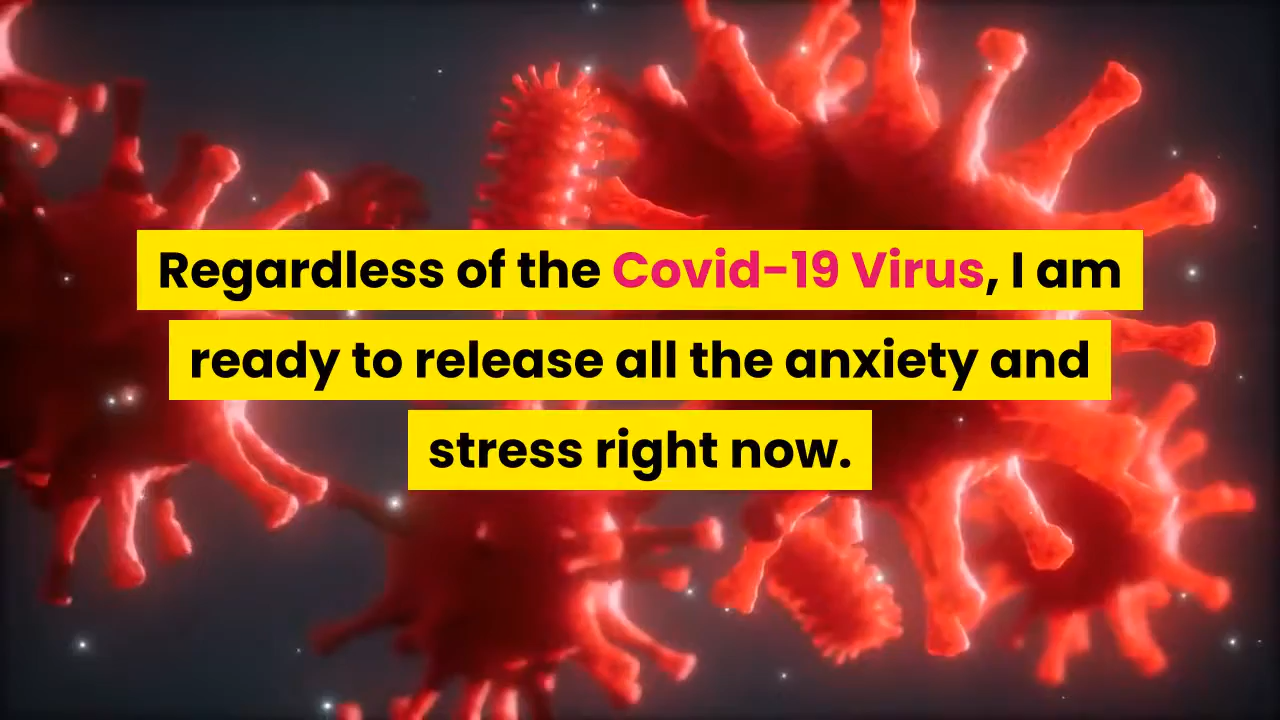 Regardless of the Covid-19 Virus, I am
ready to release all the anxiety and
stress right now.